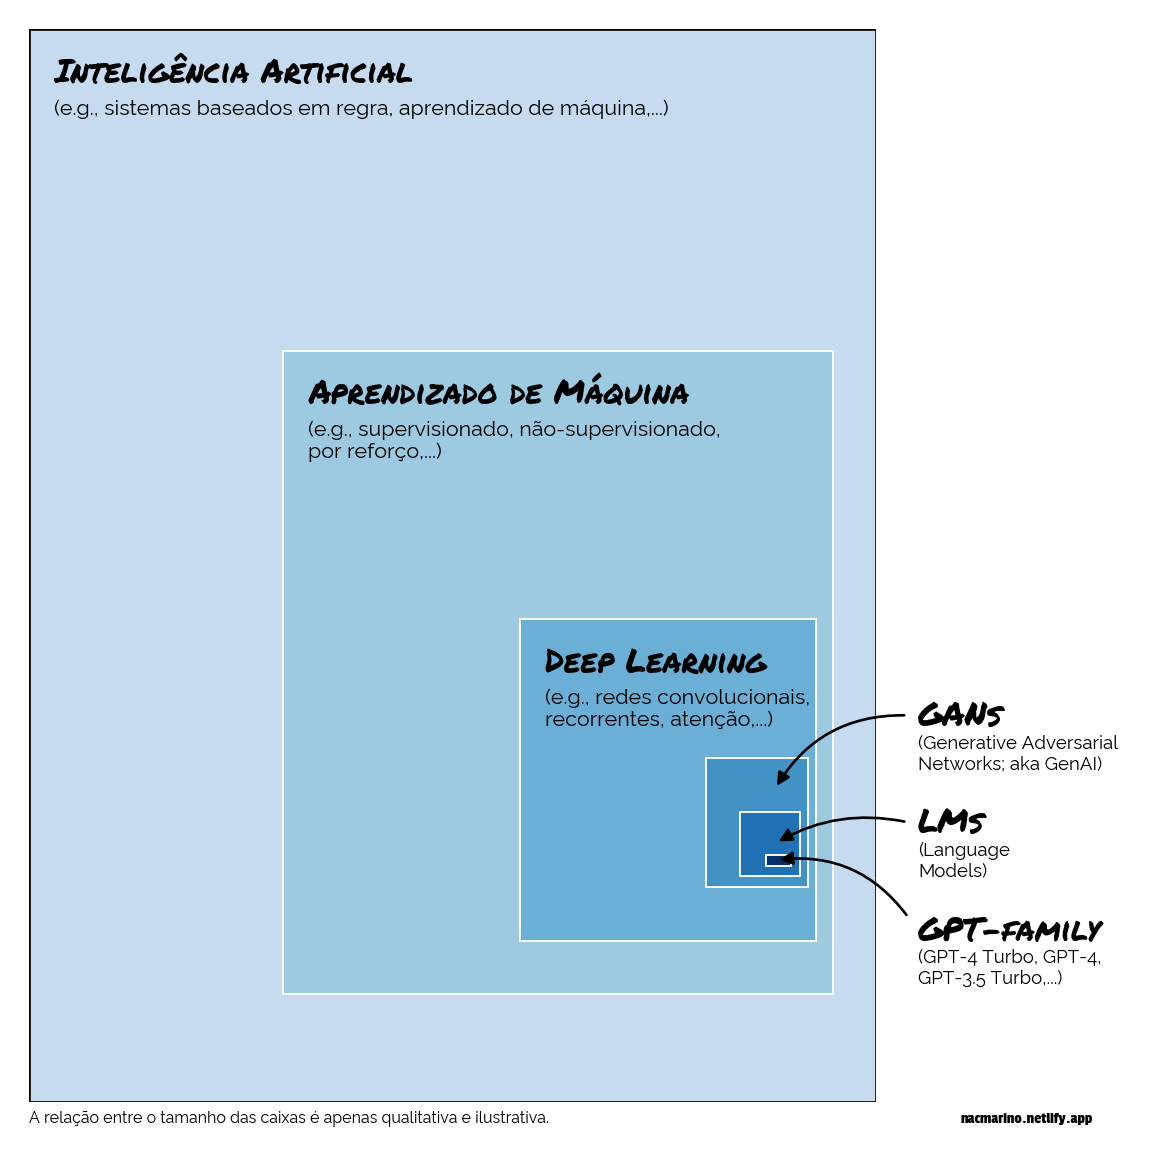 Inteligência Artificial
(e.g., sistemas baseados em regra, aprendizado de máquina,...)
Aprendizado de Máquina
(e.g., supervisionado, não-supervisionado,
por reforço,...)
Deep Learning
(e.g., redes convolucionais,
recorrentes, atenção,...)
GANs
(Generative Adversarial
Networks; aka GenAI)
LMs
(Language
Models)
GPT-family
(GPT-4 Turbo, GPT-4,
GPT-3.5 Turbo,...)
A relação entre o tamanho das caixas é apenas qualitativa e ilustrativa.
nacmarino.netlify.app